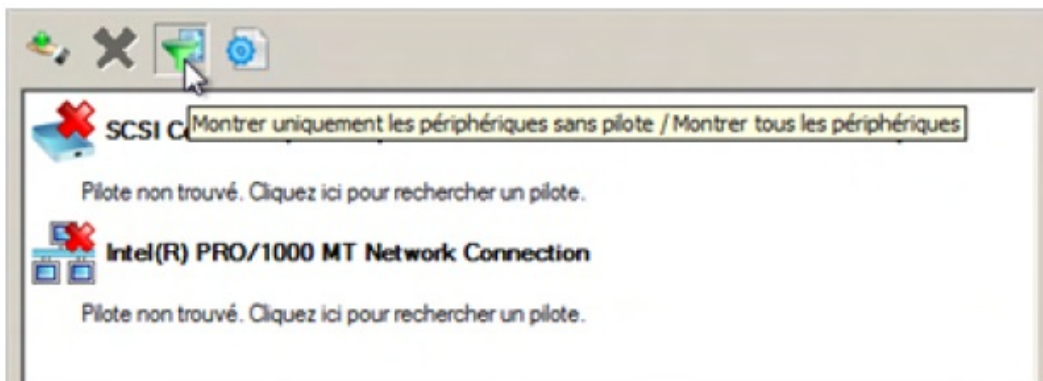 SCSI
Montrer uniquement les périphériques sans pilote / Montrer tous les périphériques
Pilote non trouvé. Cliquez ici pour rechercher un pilote.
Intel(R) PRO/1000 MT Network Connection
Pilote non trouvé. Cliquez ici pour rechercher un pilote.